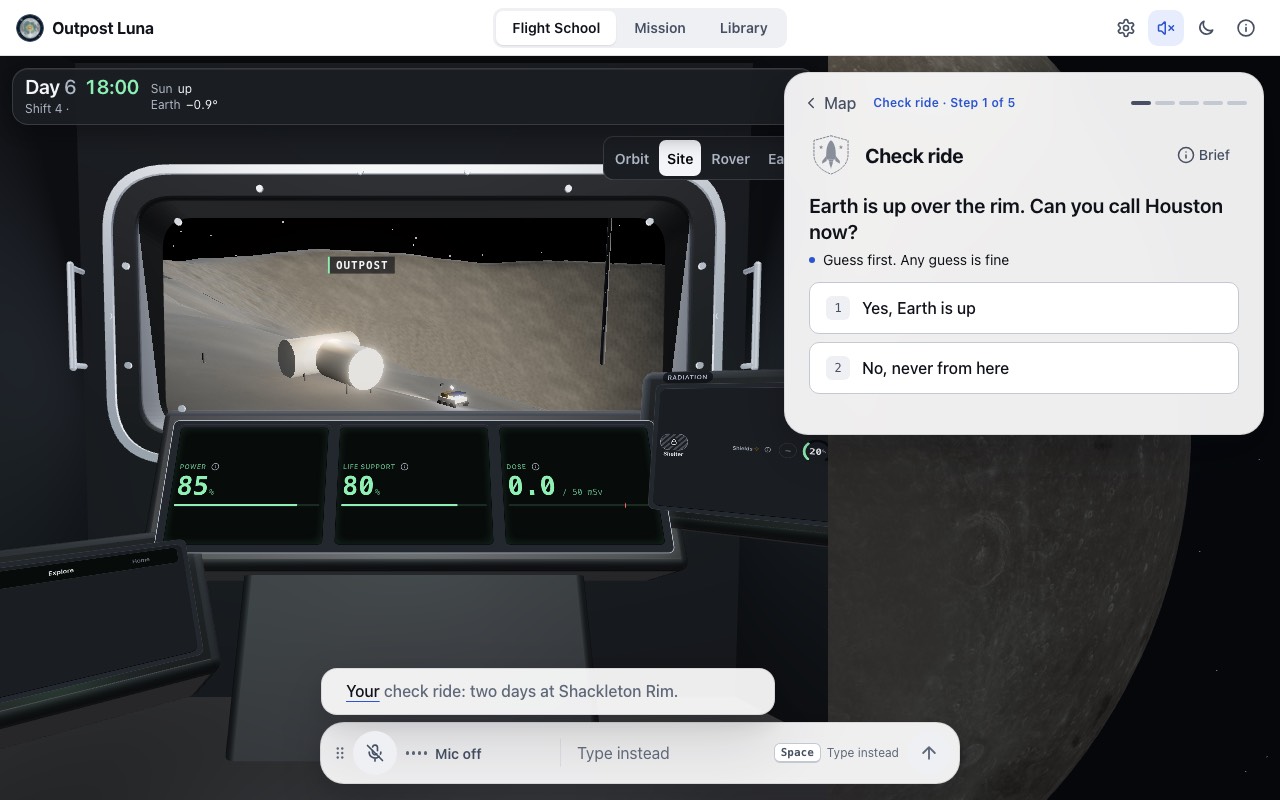 Outpost Luna
Flight School
Mission
Library
Day 6 18:00
Shift 4 ·
Sun up
Earth −0.9°
Orbit
Site
Rover
Ea
Map
Check ride · Step 1 of 5
Check ride
Brief
Earth is up over the rim. Can you call Houston
now?
Guess first. Any guess is fine
1 Yes, Earth is up
2 No, never from here
OUTPOST
RADIATION
Shelter
Shields
20
POWER
85%
LIFE SUPPORT
80%
DOSE
0.0 / 50 mSv
Explore
Home
Your check ride: two days at Shackleton Rim.
Mic off
Type instead
Space
Type instead